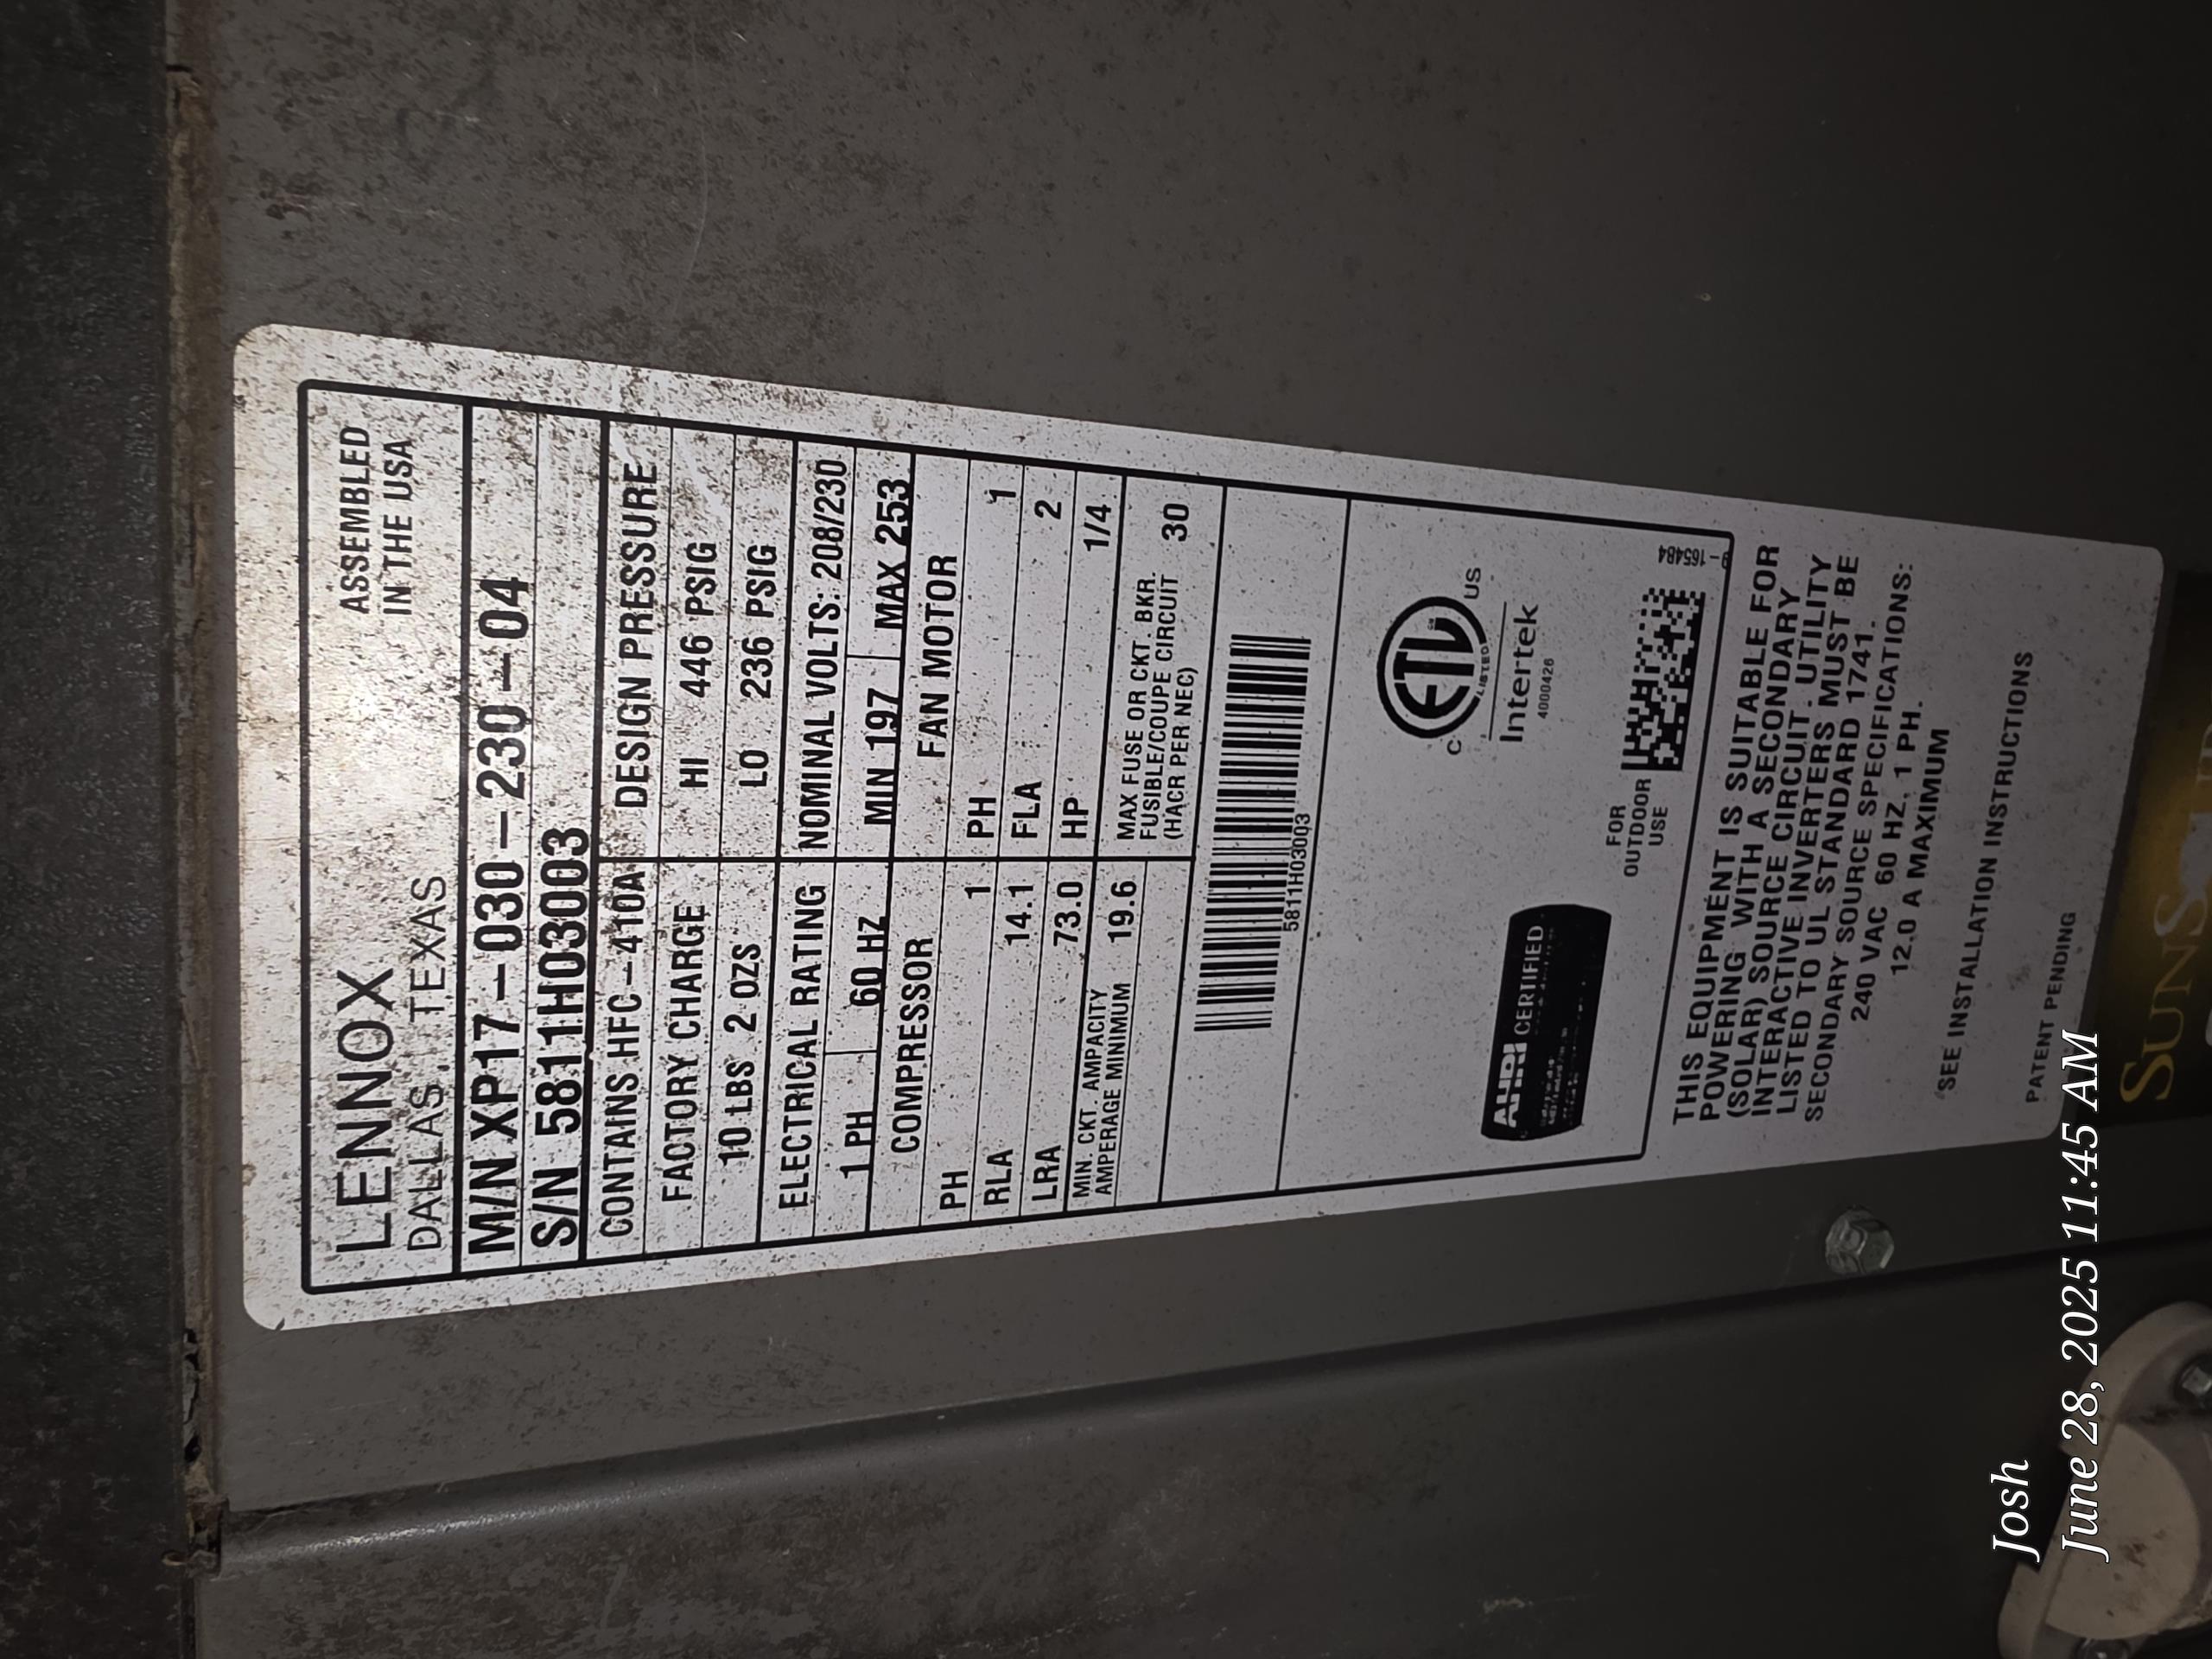 LENNOX
DALLAS, TEXAS
ASSEMBLED
IN THE USA
M/N XP17-030-230-04
S/N 5811H03003
CONTAINS HFC-410A
DESIGN PRESSURE
FACTORY CHARGE
HI 446 PSIG
10 LBS 2 OZS
LO 236 PSIG
ELECTRICAL RATING
NOMINAL VOLTS: 208/230
1 PH 60 HZ
MIN 197 MAX 253
COMPRESSOR
FAN MOTOR
PH 1
PH 1
RLA 14.1
FLA 2
LRA 73.0
HP 1/4
MIN. CKT. AMPACITY
AMPERAGE MINIMUM 19.6
MAX FUSE OR CKT. BKR.
FUSIBLE/COUPE CIRCUIT 30
(HACR PER NEC)
5811H03003
C ETL US
LISTED
Intertek
4000426
AHRI CERTIFIED
FOR
OUTDOOR
USE
THIS EQUIPMENT IS SUITABLE FOR
POWERING WITH A SECONDARY
(SOLAR) SOURCE CIRCUIT. UTILITY
INTERACTIVE INVERTERS MUST BE
LISTED TO UL STANDARD 1741.
SECONDARY SOURCE SPECIFICATIONS:
240 VAC 60 HZ, 1 PH.
12.0 A MAXIMUM
SEE INSTALLATION INSTRUCTIONS
PATENT PENDING
Josh
June 28, 2025 11:45 AM